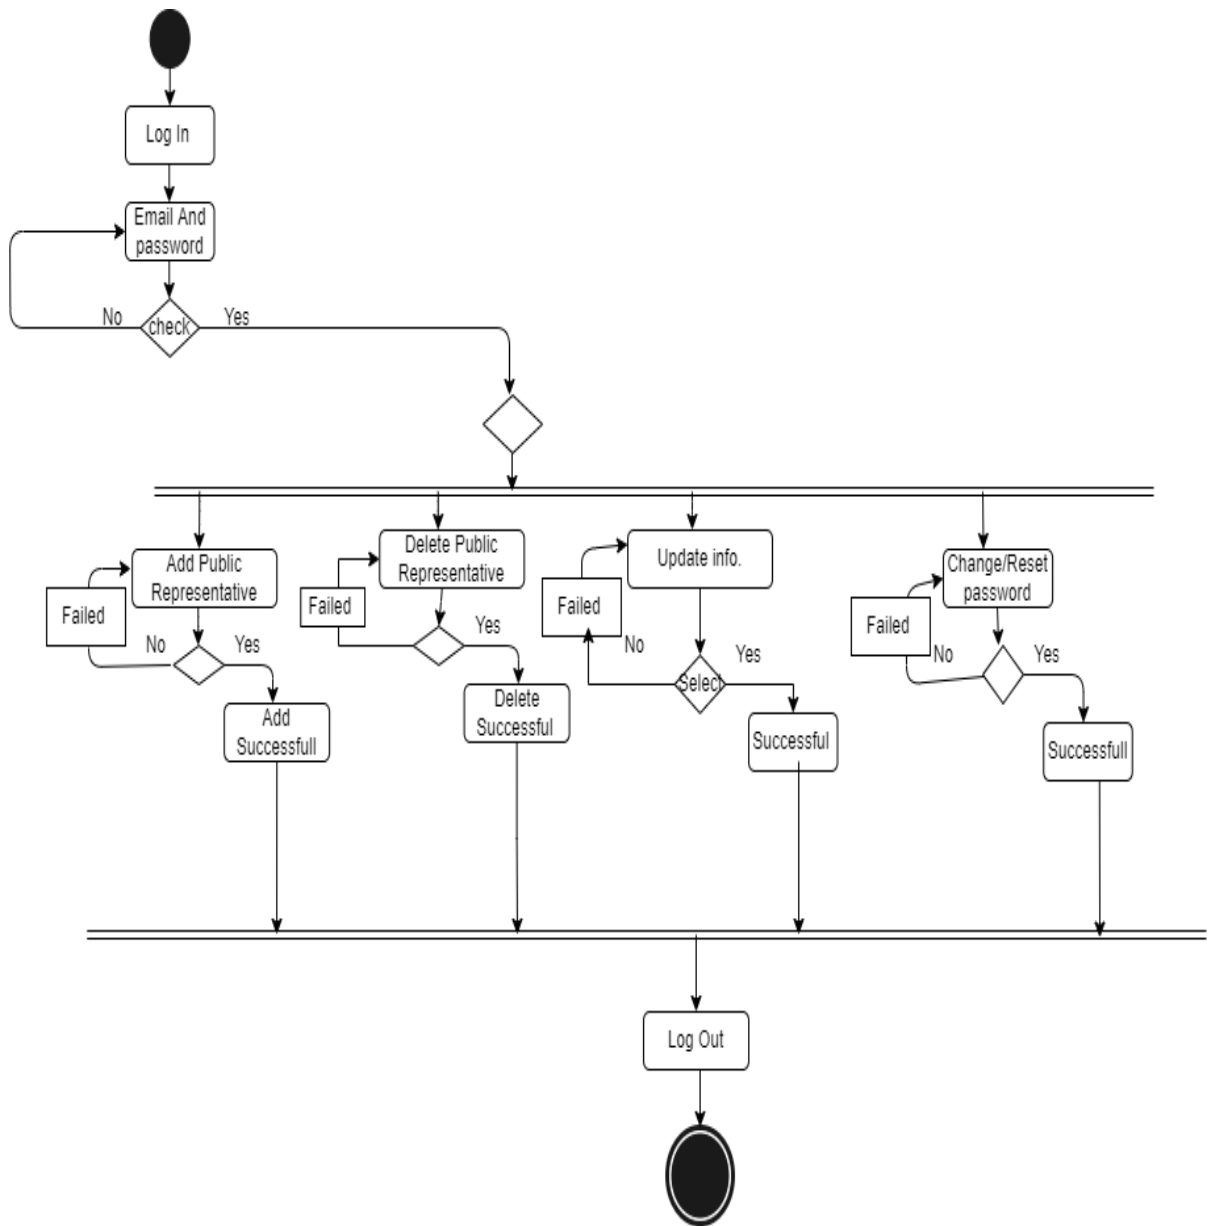 Log In
Email And
password
No
check
Yes
Add Public
Representative
Failed
No
Yes
Add
Successfull
Delete Public
Representative
Failed
Yes
Delete
Successful
Update info.
Failed
No
Select
Yes
Successful
Change/Reset
password
Failed
No
Yes
Successfull
Log Out